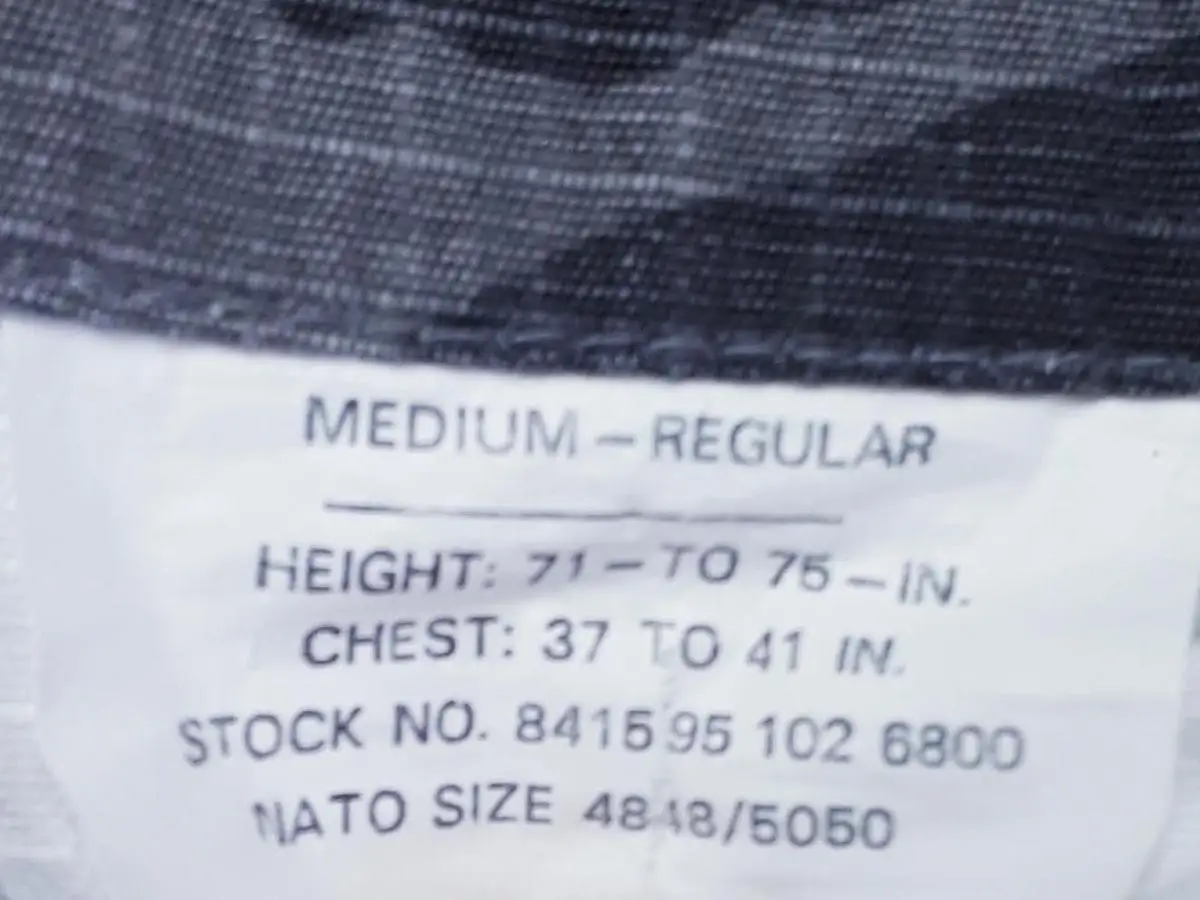 MEDIUM – REGULAR
HEIGHT: 71 – TO 75 – IN.
CHEST: 37 TO 41 IN.
STOCK NO. 8415 95 102 6800
NATO SIZE 4848/5050